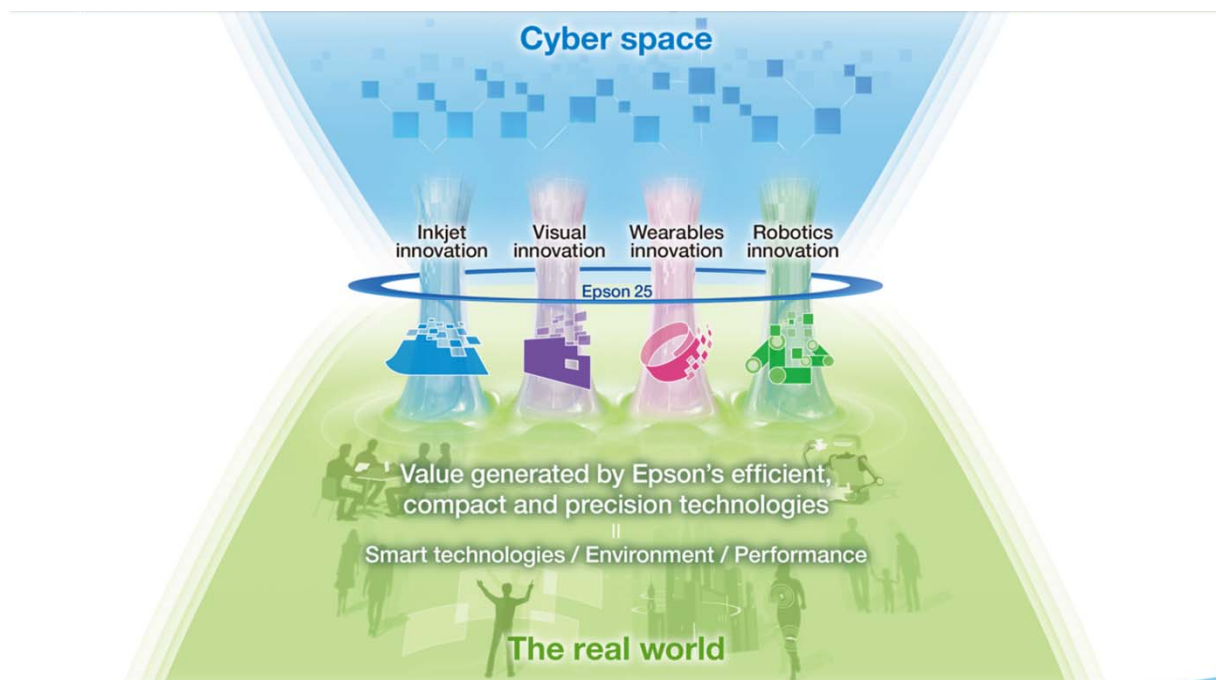 Cyber space
Inkjet
innovation
Visual
innovation
Wearables
innovation
Robotics
innovation
Epson 25
Value generated by Epson's efficient,
compact and precision technologies
=
Smart technologies / Environment / Performance
The real world